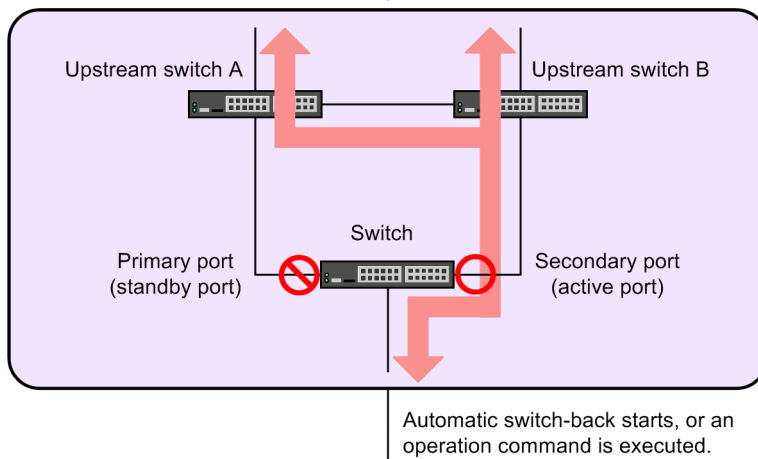 Upstream switch A
Upstream switch B
Switch
Primary port
(standby port)
Secondary port
(active port)
Automatic switch-back starts, or an
operation command is executed.